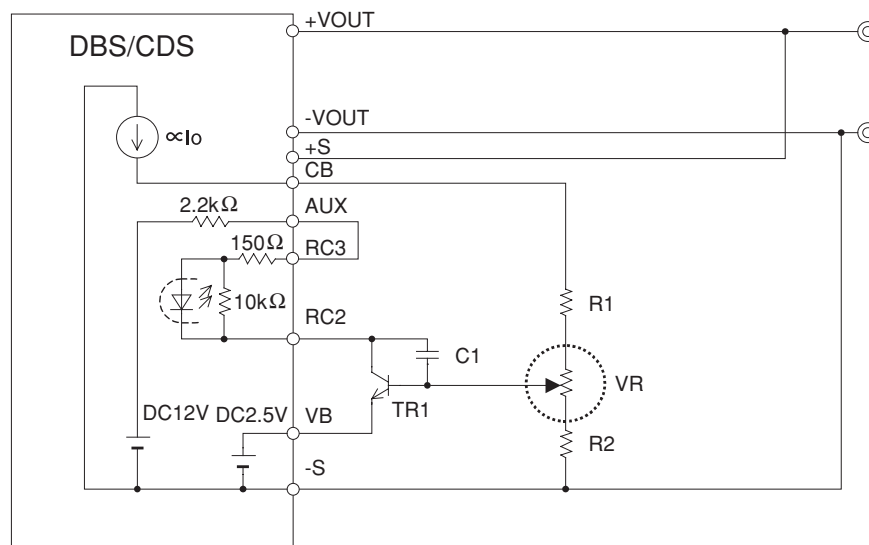 +VOUT
DBS/CDS
-VOUT
∝Io
+S
CB
2.2kΩ
AUX
150Ω
RC3
10kΩ
R1
RC2
C1
VR
TR1
DC12V
DC2.5V
VB
R2
-S